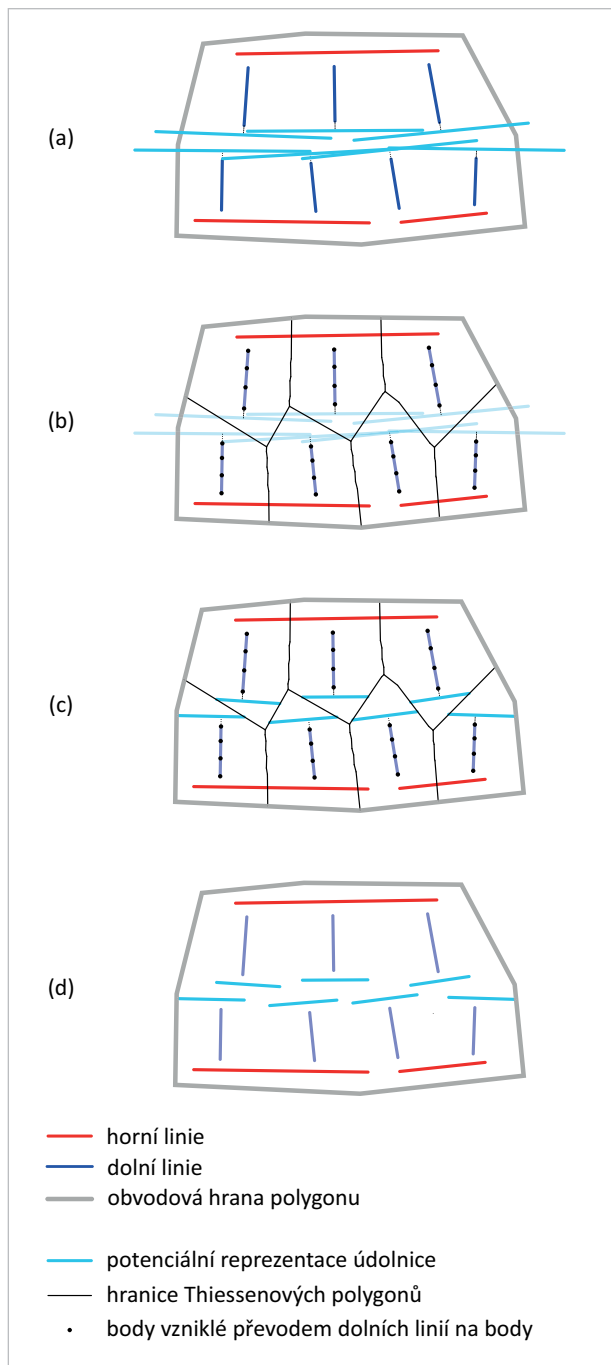 (a)
(b)
(c)
(d)
horní linie
dolní linie
obvodová hrana polygonu
potenciální reprezentace údolnice
hranice Thiessenových polygonů
body vzniklé převodem dolních linií na body